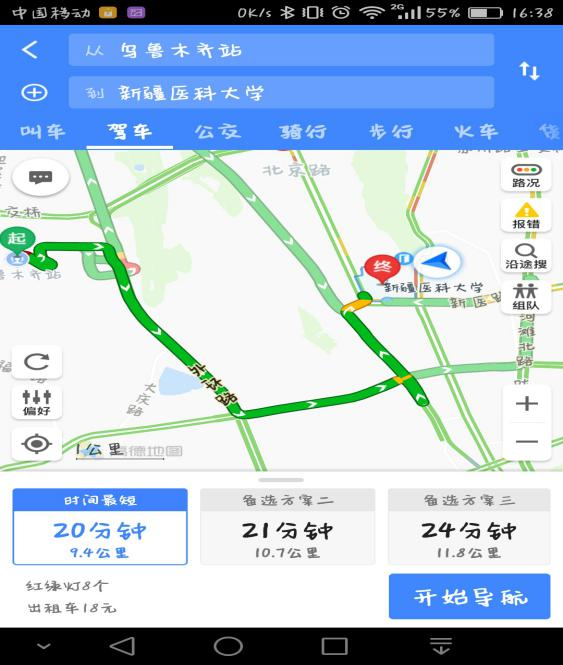 中国移动 0K/s 2G 55% 16:38
从 乌鲁木齐站
到 新疆医科大学
叫车 驾车 公交 骑行 步行 火车 货
北京路
路况
报错
沿途搜
组队
起
鲁木齐站
终
新疆医科大学
新医路
河滩北路
外环路
大庆路
偏好
1公里
高德地图
时间最短 备选方案二 备选方案三
20分钟 21分钟 24分钟
9.4公里 10.7公里 11.8公里
红绿灯8个
出租车18元
开始导航